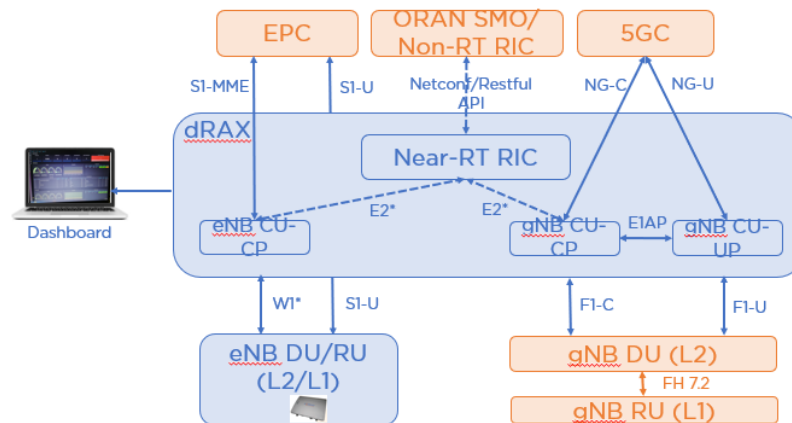 EPC
ORAN SMO/
Non-RT RIC
5GC
S1-MME
S1-U
Netconf/Restful
API
NG-C
NG-U
dRAX
Near-RT RIC
E2*
E2*
eNB CU-
CP
gNB CU-
CP
E1AP
gNB CU-
UP
Dashboard
W1*
S1-U
F1-C
F1-U
eNB DU/RU
(L2/L1)
gNB DU (L2)
FH 7.2
gNB RU (L1)